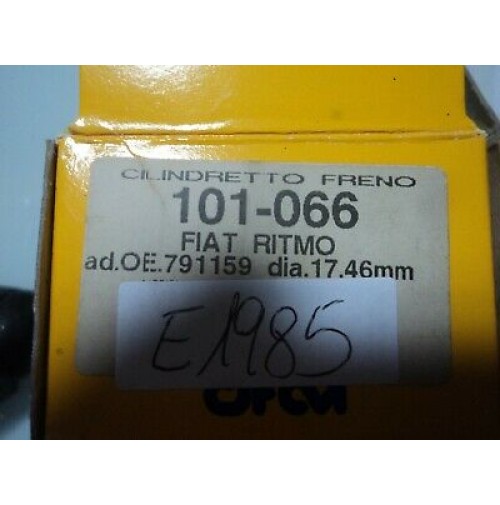 CILINDRETTO FRENO
101-066
FIAT RITMO
ad.OE.791159 dia.17.46mm
E1985